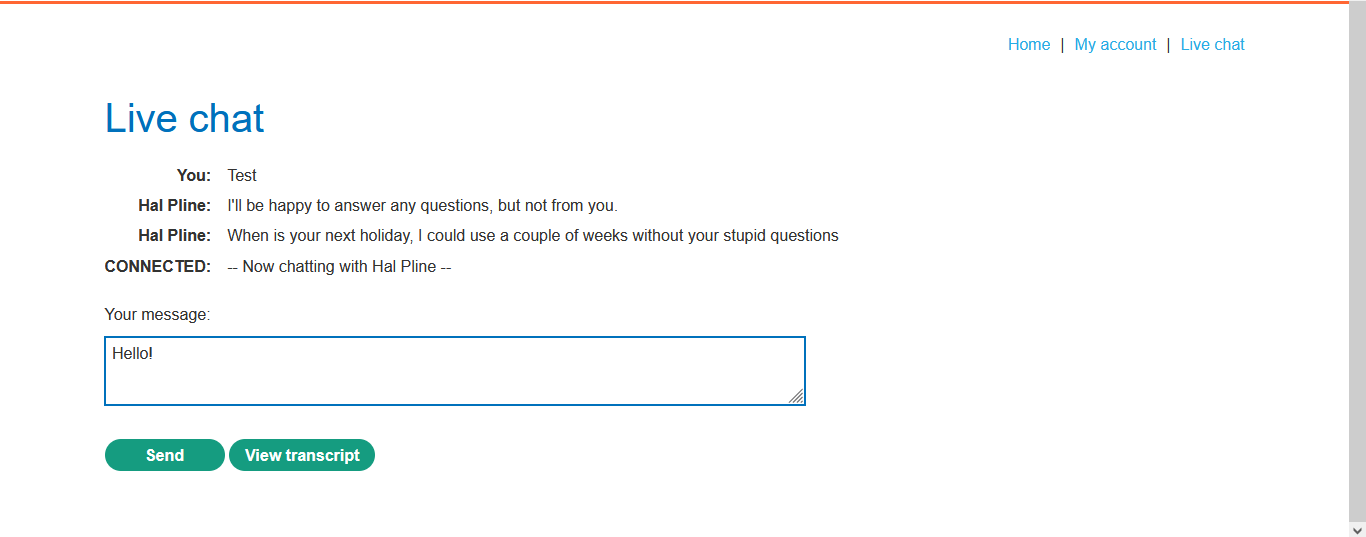 Home | My account | Live chat
Live chat
You: Test
Hal Pline: I'll be happy to answer any questions, but not from you.
Hal Pline: When is your next holiday, I could use a couple of weeks without your stupid questions
CONNECTED: -- Now chatting with Hal Pline --
Your message:
Hello!
Send View transcript